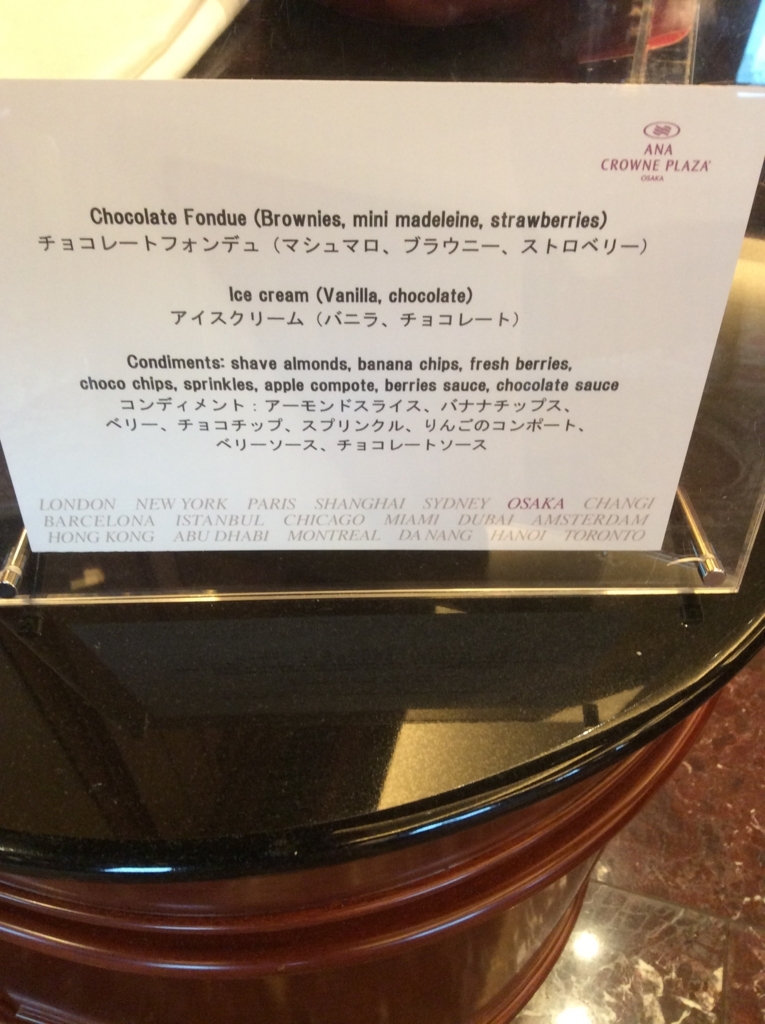 ANA
CROWNE PLAZA
OSAKA
Chocolate Fondue (Brownies, mini madeleine, strawberries)
チョコレートフォンデュ（マシュマロ、ブラウニー、ストロベリー）
Ice cream (Vanilla, chocolate)
アイスクリーム（バニラ、チョコレート）
Condiments: shave almonds, banana chips, fresh berries,
choco chips, sprinkles, apple compote, berries sauce, chocolate sauce
コンディメント：アーモンドスライス、バナナチップス、
ベリー、チョコチップ、スプリンクル、りんごのコンポート、
ベリーソース、チョコレートソース
LONDON NEW YORK PARIS SHANGHAI SYDNEY OSAKA CHANGI
BARCELONA ISTANBUL CHICAGO MIAMI DUBAI AMSTERDAM
HONG KONG ABU DHABI MONTREAL DA NANG HANOI TORONTO